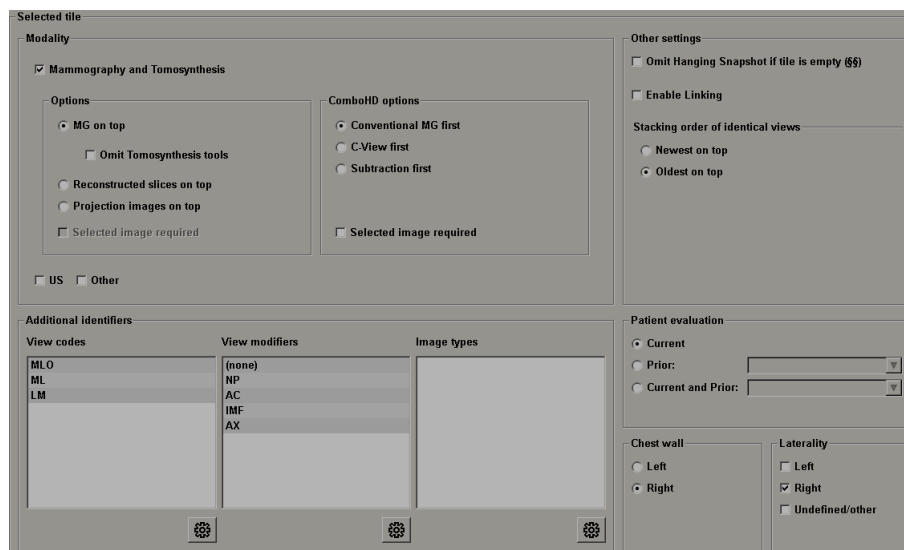 Selected tile
Modality
Mammography and Tomosynthesis
Options
MG on top
Omit Tomosynthesis tools
Reconstructed slices on top
Projection images on top
Selected image required
ComboHD options
Conventional MG first
C-View first
Subtraction first
Selected image required
US
Other
Other settings
Omit Hanging Snapshot if tile is empty (§§)
Enable Linking
Stacking order of identical views
Newest on top
Oldest on top
Additional identifiers
View codes
MLO
ML
LM
View modifiers
(none)
NP
AC
IMF
AX
Image types
Patient evaluation
Current
Prior:
Current and Prior:
Chest wall
Left
Right
Laterality
Left
Right
Undefined/other